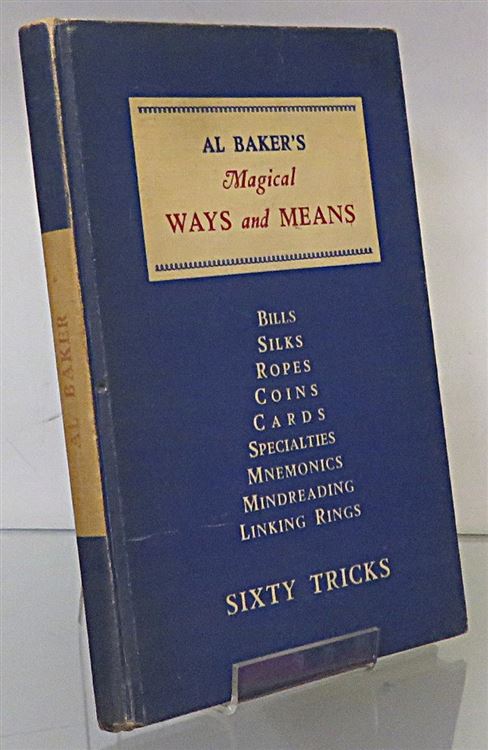 AL BAKER'S
Magical
WAYS and MEANS
BILLS
SILKS
ROPES
COINS
CARDS
SPECIALTIES
MNEMONICS
MINDREADING
LINKING RINGS
SIXTY TRICKS
AL BAKER